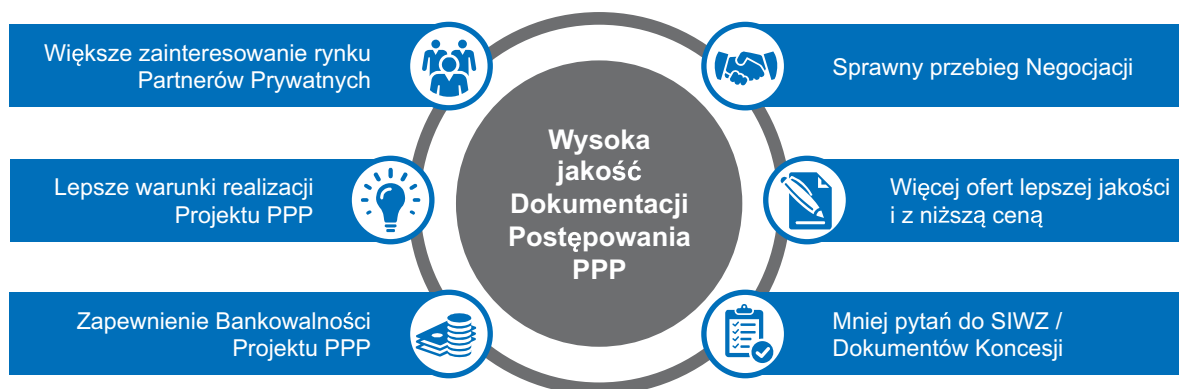 Większe zainteresowanie rynku
Partnerów Prywatnych
Lepsze warunki realizacji
Projektu PPP
Zapewnienie Bankowalności
Projektu PPP
Wysoka
jakość
Dokumentacji
Postępowania
PPP
Sprawny przebieg Negocjacji
Więcej ofert lepszej jakości
i z niższą ceną
Mniej pytań do SIWZ /
Dokumentów Koncesji